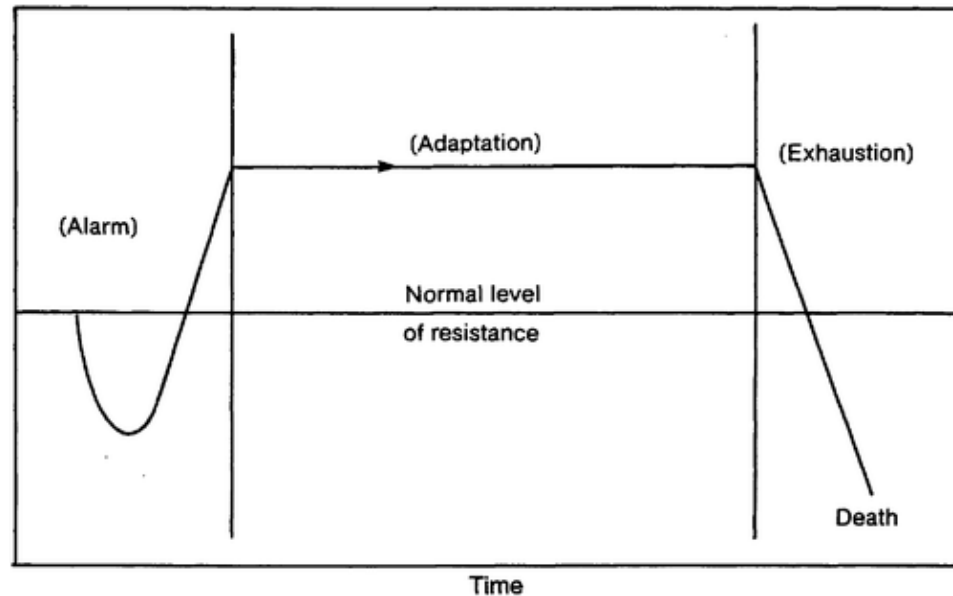 (Adaptation)
(Exhaustion)
(Alarm)
Normal level
of resistance
Death
Time